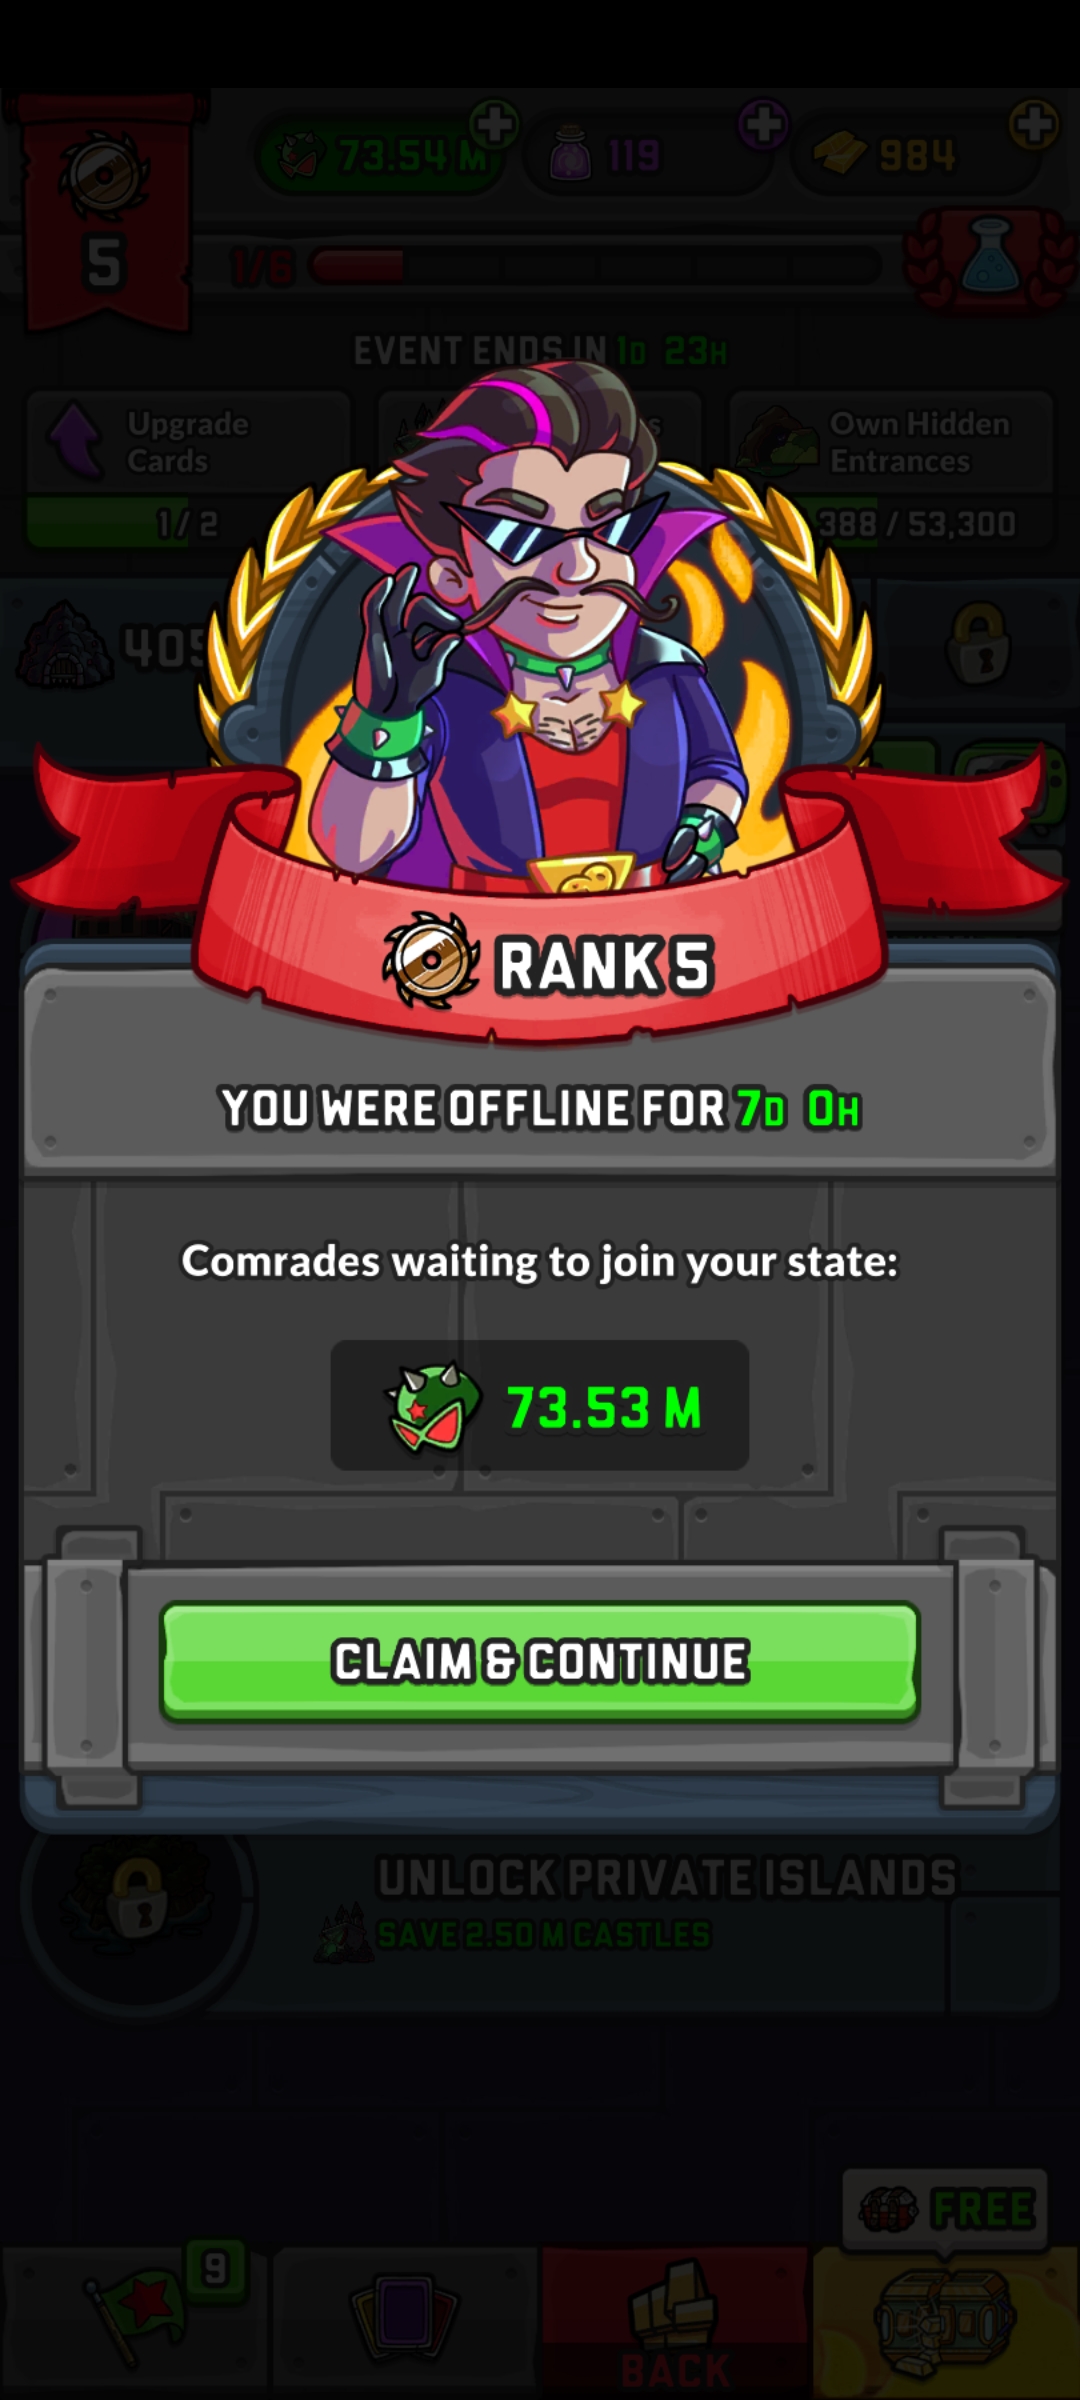 73.54 M
119
984
5
1/6
EVENT ENDS IN 1D 23H
Upgrade
Cards
1 / 2
Own Hidden
Entrances
388 / 53,300
405
RANK 5
YOU WERE OFFLINE FOR 7D 0H
Comrades waiting to join your state:
73.53 M
CLAIM & CONTINUE
UNLOCK PRIVATE ISLANDS
SAVE 2.50 M CASTLES
FREE
9
BACK